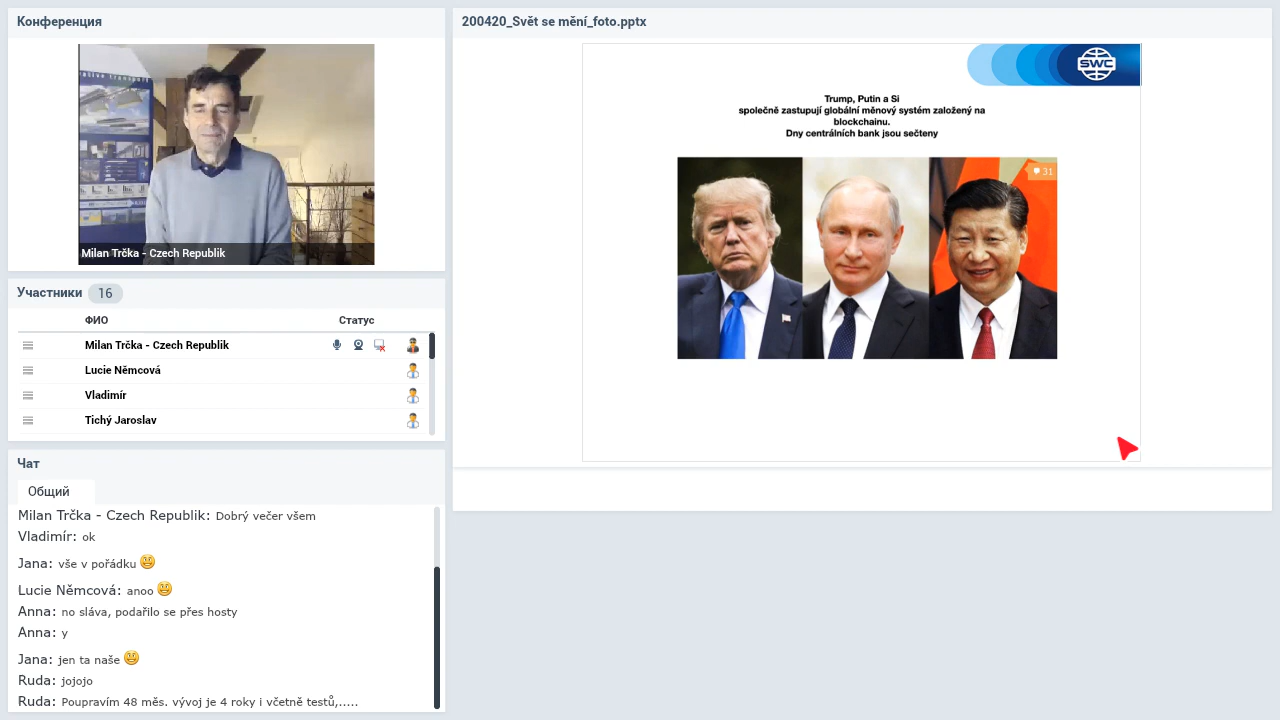 Конференция
Milan Trčka - Czech Republik
Участники 16
ФИО Статус
Milan Trčka - Czech Republik
Lucie Němcová
Vladimír
Tichý Jaroslav
Чат
Общий
Milan Trčka - Czech Republik: Dobrý večer všem
Vladimír: ok
Jana: vše v pořádku
Lucie Němcová: anoo
Anna: no sláva, podařilo se přes hosty
Anna: y
Jana: jen ta naše
Ruda: jojojo
Ruda: Poupravím 48 měs. vývoj je 4 roky i včetně testů,.....
200420_Svět se mění_foto.pptx
SWC
Trump, Putin a Si
společně zastupují globální měnový systém založený na
blockchainu.
Dny centrálních bank jsou sečteny
31